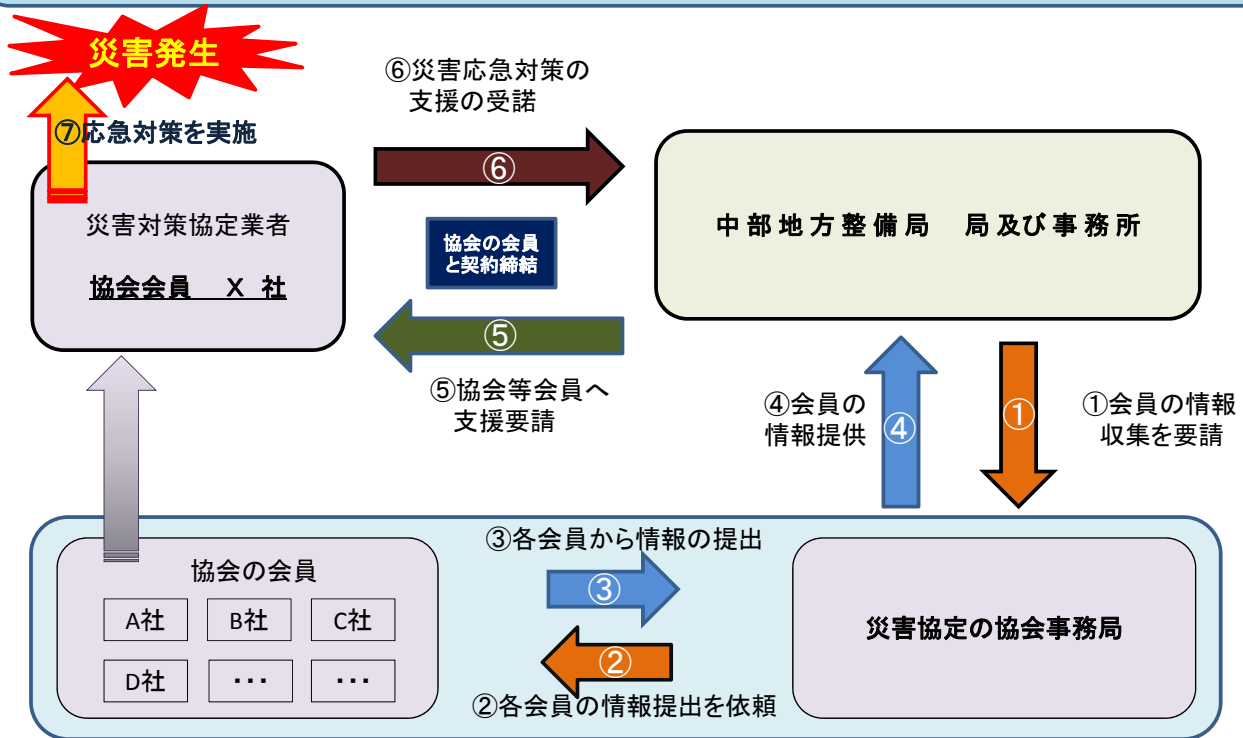 災害発生
⑦応急対策を実施
災害対策協定業者
協会会員　X 社
⑥災害応急対策の
支援の受諾
⑥
協会の会員
と契約締結
⑤
⑤協会等会員へ
支援要請
中部地方整備局　局及び事務所
④会員の
情報提供
④
①
①会員の情報
収集を要請
協会の会員
A社
B社
C社
D社
・・・
・・・
③各会員から情報の提出
③
②
②各会員の情報提出を依頼
災害協定の協会事務局